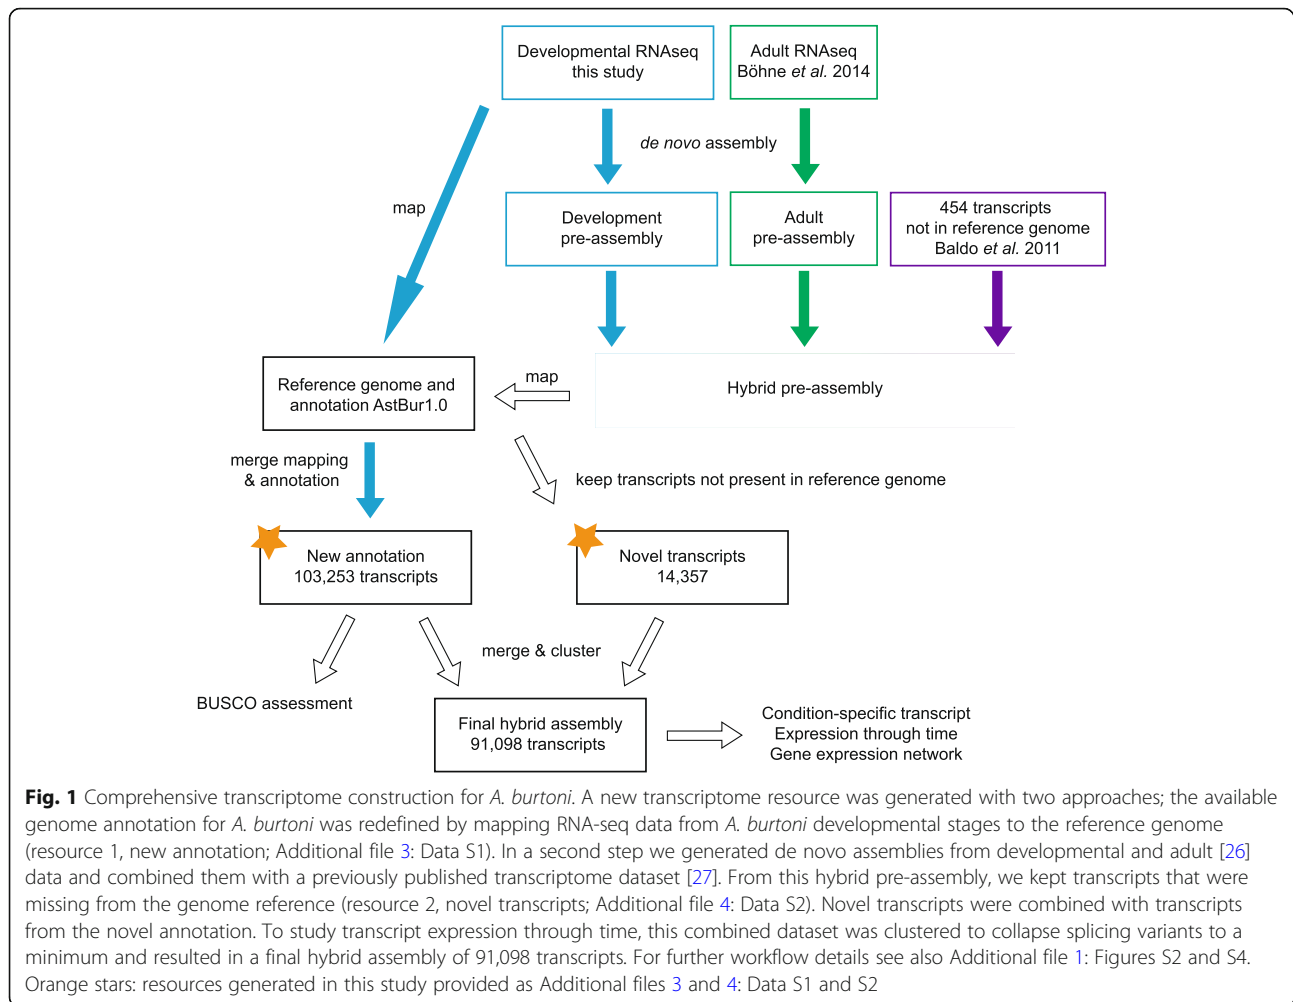 Developmental RNAseq
this study
Adult RNAseq
Böhne et al. 2014
de novo assembly
map
Development
pre-assembly
Adult
pre-assembly
454 transcripts
not in reference genome
Baldo et al. 2011
Reference genome and
annotation AstBur1.0
map
Hybrid pre-assembly
merge mapping
& annotation
keep transcripts not present in reference genome
New annotation
103,253 transcripts
Novel transcripts
14,357
merge & cluster
BUSCO assessment
Final hybrid assembly
91,098 transcripts
Condition-specific transcript
Expression through time
Gene expression network
Fig. 1 Comprehensive transcriptome construction for A. burtoni. A new transcriptome resource was generated with two approaches; the available
genome annotation for A. burtoni was redefined by mapping RNA-seq data from A. burtoni developmental stages to the reference genome
(resource 1, new annotation; Additional file 3: Data S1). In a second step we generated de novo assemblies from developmental and adult [26]
data and combined them with a previously published transcriptome dataset [27]. From this hybrid pre-assembly, we kept transcripts that were
missing from the genome reference (resource 2, novel transcripts; Additional file 4: Data S2). Novel transcripts were combined with transcripts
from the novel annotation. To study transcript expression through time, this combined dataset was clustered to collapse splicing variants to a
minimum and resulted in a final hybrid assembly of 91,098 transcripts. For further workflow details see also Additional file 1: Figures S2 and S4.
Orange stars: resources generated in this study provided as Additional files 3 and 4: Data S1 and S2